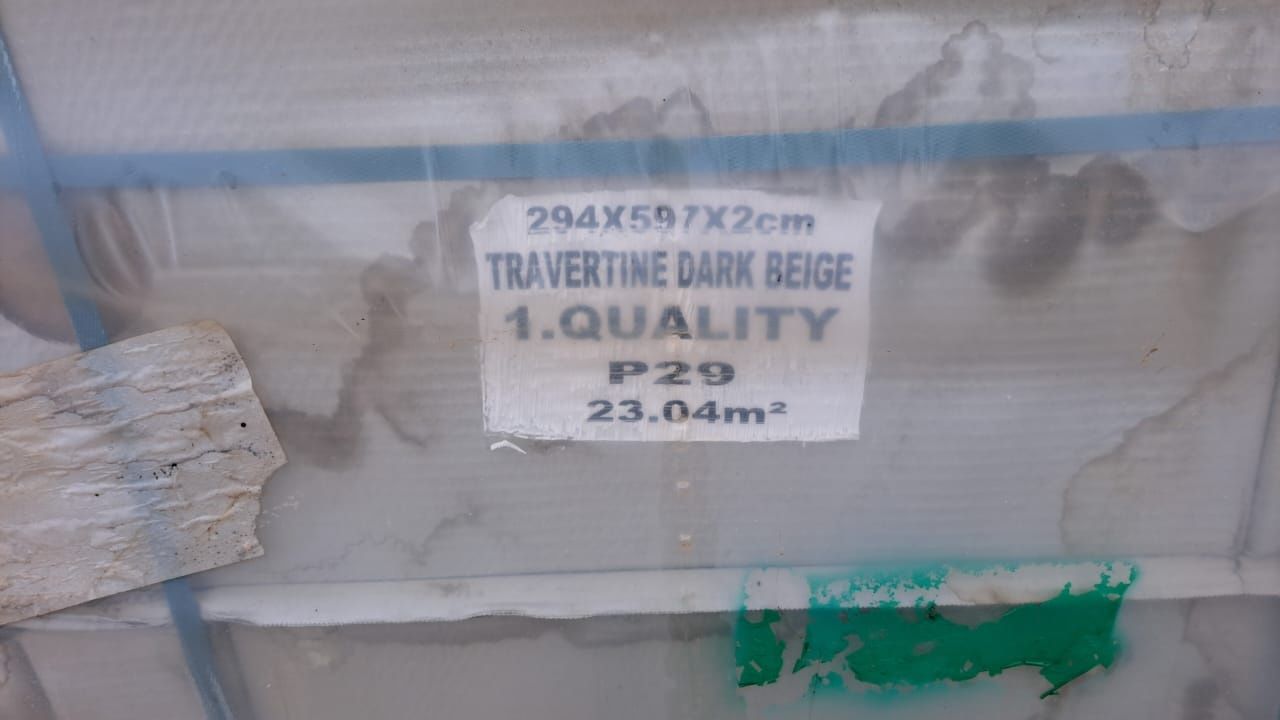 294X597X2cm
TRAVERTINE DARK BEIGE
1.QUALITY
P29
23.04m²